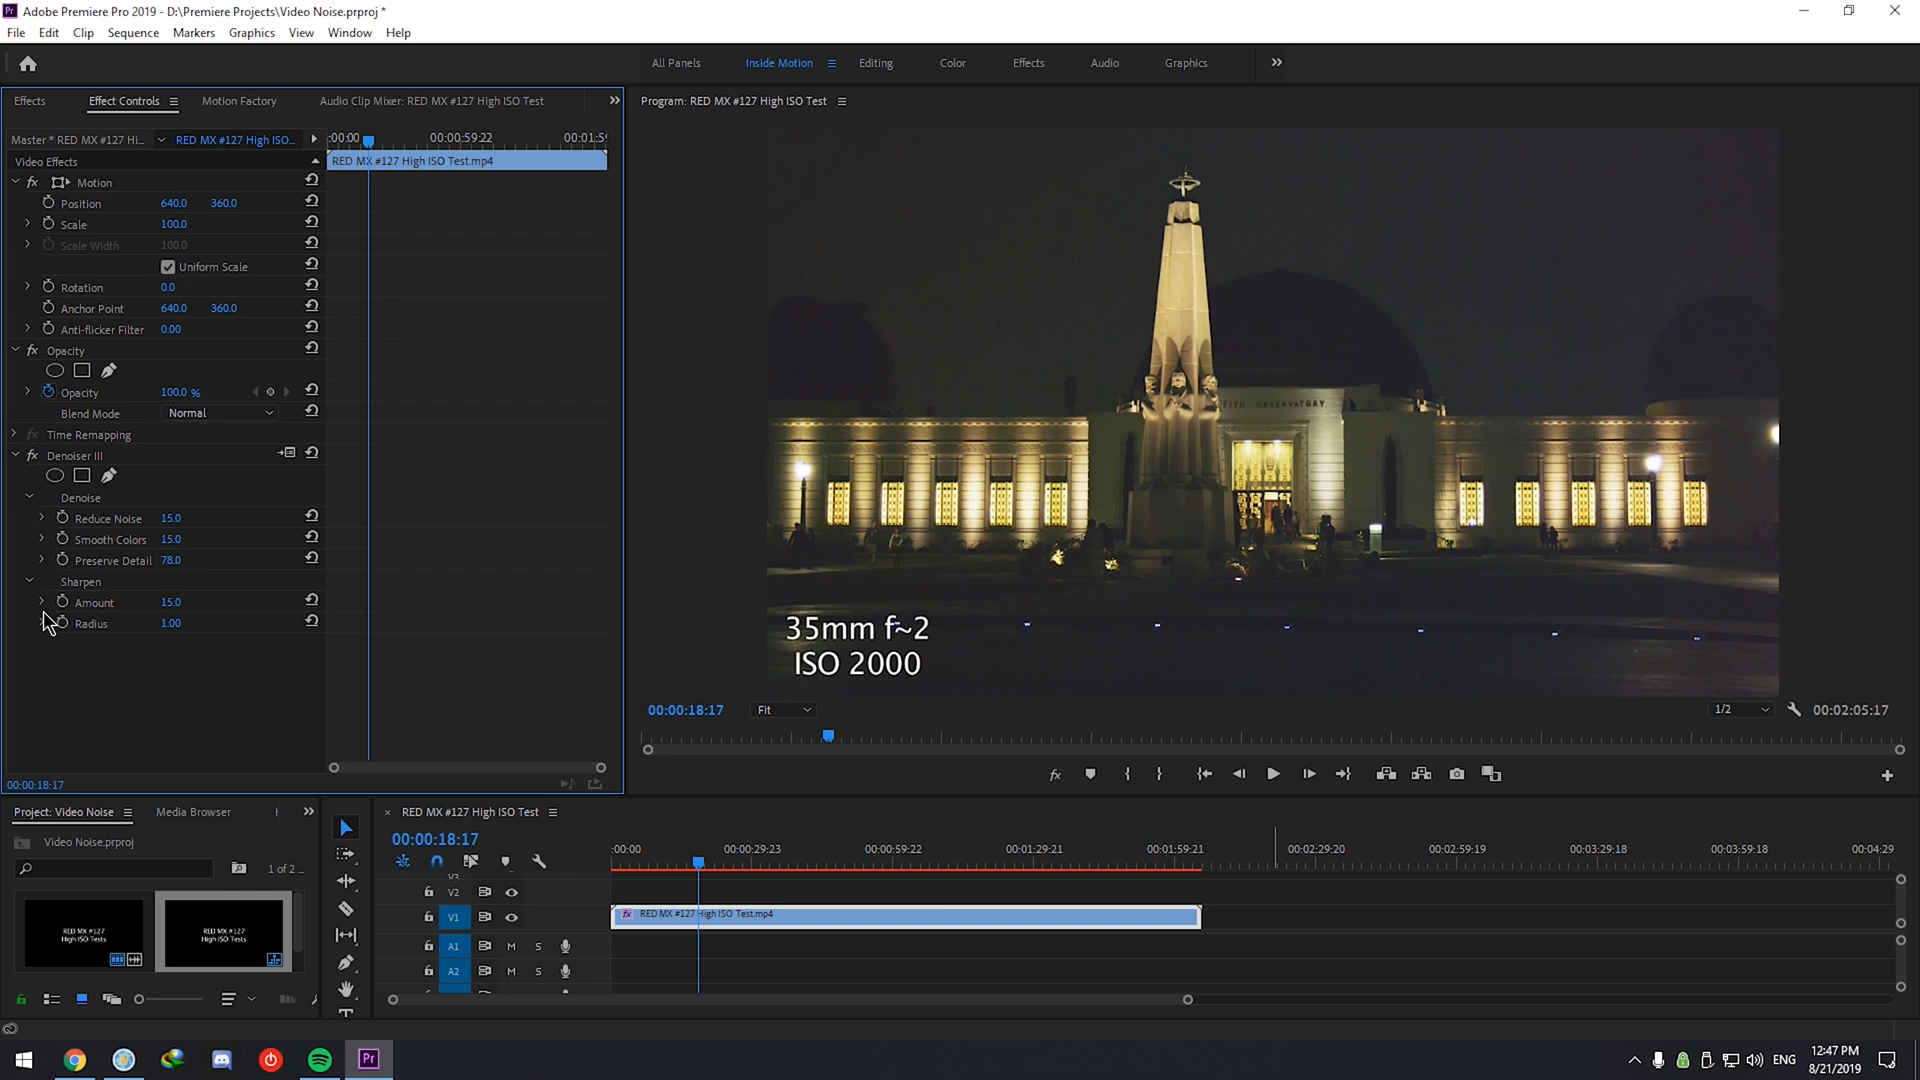 Adobe Premiere Pro 2019 - D:\Premiere Projects\Video Noise.prproj *
File Edit Clip Sequence Markers Graphics View Window Help
All Panels Inside Motion Editing Color Effects Audio Graphics
Effects Effect Controls Motion Factory Audio Clip Mixer: RED MX #127 High ISO Test
Program: RED MX #127 High ISO Test
Master * RED MX #127 Hi... RED MX #127 High ISO... :00:00 00:00:59:22 00:01:59
Video Effects
RED MX #127 High ISO Test.mp4
fx Motion
Position 640.0 360.0
Scale 100.0
Scale Width 100.0
Uniform Scale
Rotation 0.0
Anchor Point 640.0 360.0
Anti-flicker Filter 0.00
fx Opacity
Opacity 100.0 %
Blend Mode Normal
fx Time Remapping
fx Denoiser III
Denoise
Reduce Noise 15.0
Smooth Colors 15.0
Preserve Detail 78.0
Sharpen
Amount 15.0
Radius 1.00
OBSERVATORY
35mm f~2
ISO 2000
00:00:18:17 Fit 1/2 00:02:05:17
fx
00:00:18:17
Project: Video Noise Media Browser
Video Noise.prproj
1 of 2 ...
RED MX #127
High ISO Tests
RED MX #127
High ISO Tests
× RED MX #127 High ISO Test
00:00:18:17
:00:00 00:00:29:23 00:00:59:22 00:01:29:21 00:01:59:21 00:02:29:20 00:02:59:19 00:03:29:18 00:03:59:18 00:04:29
V3
V2
V1 fx RED MX #127 High ISO Test.mp4
A1 M S
A2 M S
Pr
ENG
12:47 PM
8/21/2019